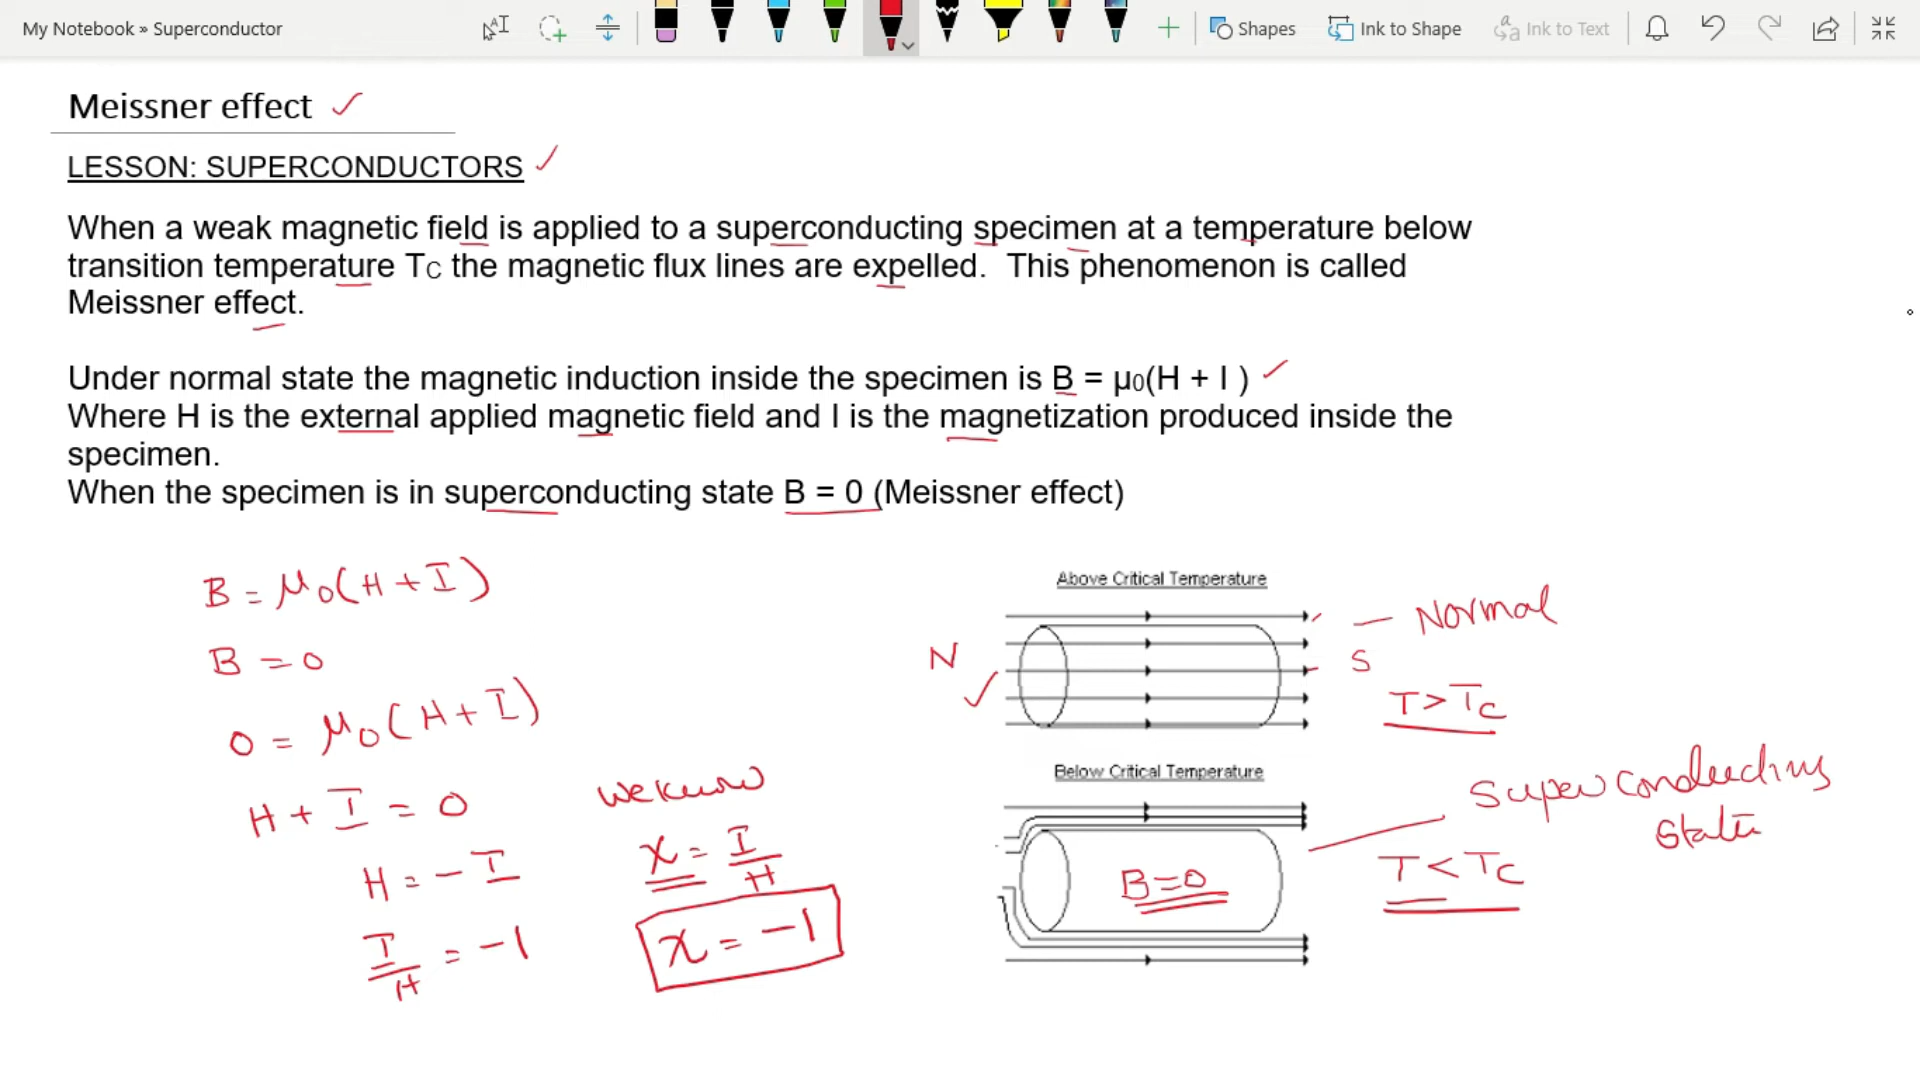 My Notebook » Superconductor
Shapes
Ink to Shape
Ink to Text
Meissner effect
LESSON: SUPERCONDUCTORS
When a weak magnetic field is applied to a superconducting specimen at a temperature below
transition temperature TC the magnetic flux lines are expelled. This phenomenon is called
Meissner effect.
Under normal state the magnetic induction inside the specimen is B = μ0(H + I )
Where H is the external applied magnetic field and I is the magnetization produced inside the
specimen.
When the specimen is in superconducting state B = 0 (Meissner effect)
B = μ0(H + I)
B = 0
0 = μ0(H + I)
H + I = 0
H = - I
I/H = -1
we know
χ = I/H
χ = -1
Above Critical Temperature
N
S
Normal
T > Tc
Below Critical Temperature
B = 0
Superconducting
State
T < Tc